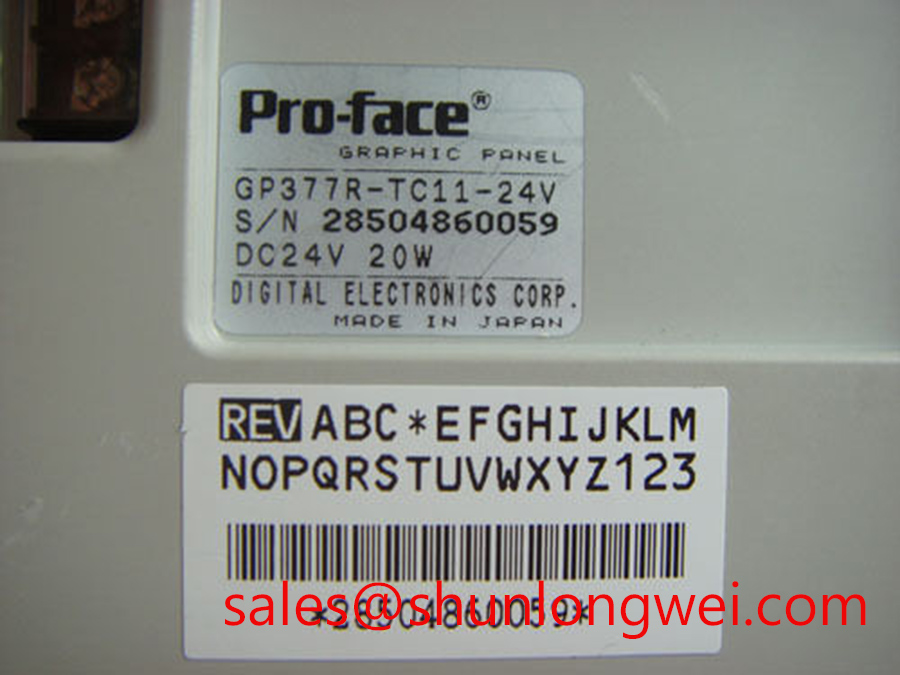 Pro-face®
GRAPHIC PANEL
GP377R-TC11-24V
S/N 28504860059
DC24V 20W
DIGITAL ELECTRONICS CORP.
MADE IN JAPAN
REV ABC*EFGHIJKLM
NOPQRSTUVWXYZ123
*28504860059*
sales@shunlongwei.com